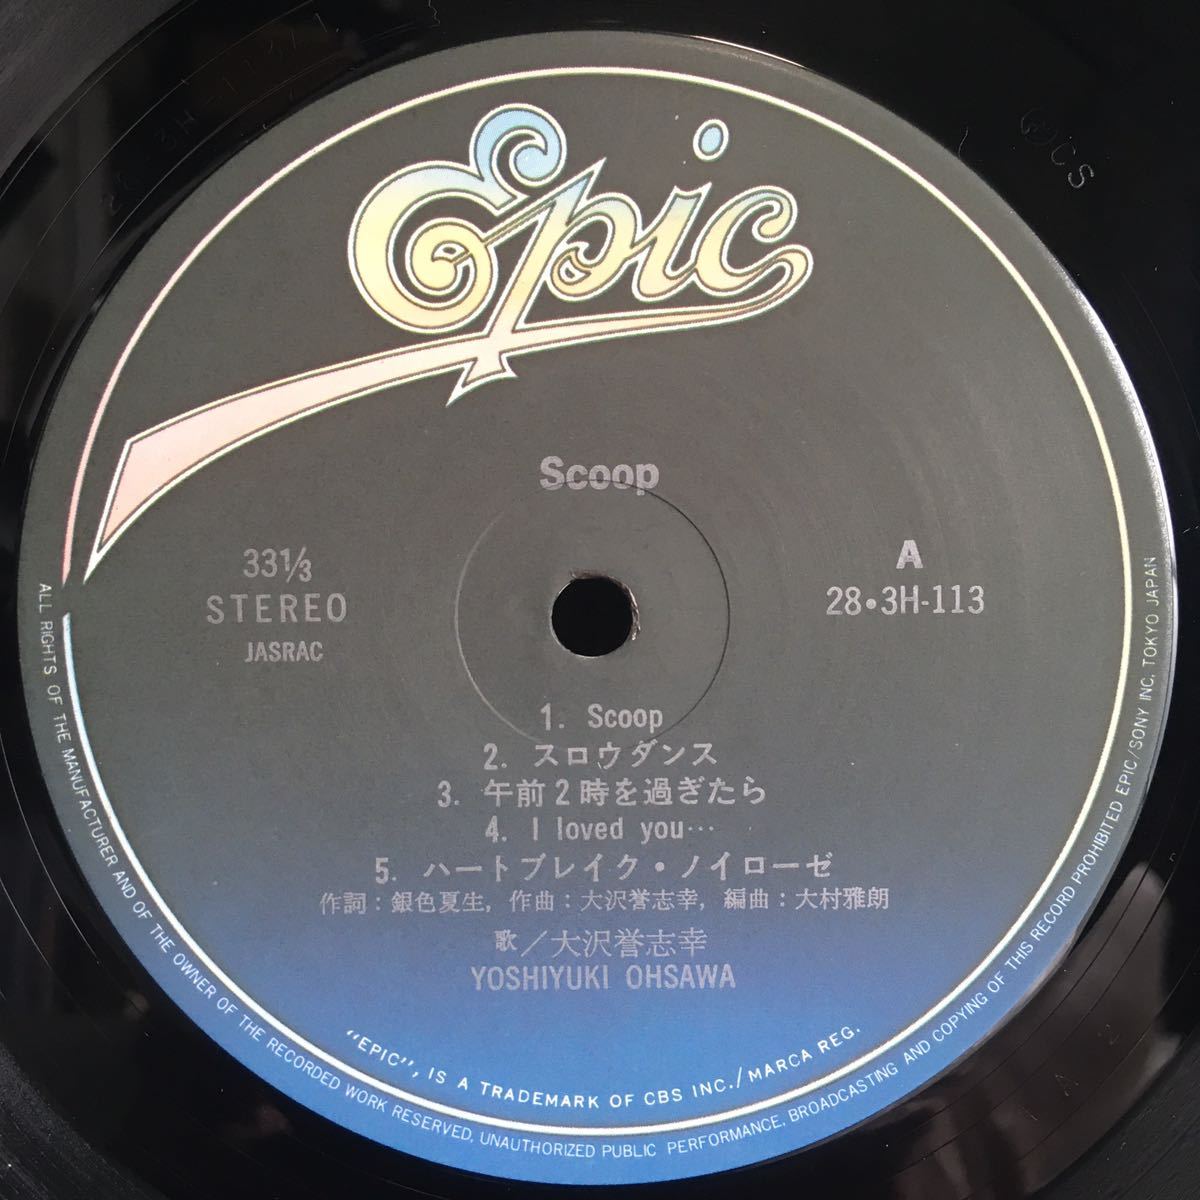 Epic
Scoop
33⅓
STEREO
JASRAC
A
28•3H-113
1. Scoop
2. スロウダンス
3. 午前2時を過ぎたら
4. I loved you…
5. ハートブレイク・ノイローゼ
作詞:銀色夏生, 作曲:大沢誉志幸, 編曲:大村雅朗
歌/大沢誉志幸
YOSHIYUKI OHSAWA
"EPIC", IS A TRADEMARK OF CBS INC./MARCA REG.
ALL RIGHTS OF THE MANUFACTURER AND OF THE OWNER OF THE RECORDED WORK RESERVED. UNAUTHORIZED PUBLIC PERFORMANCE, BROADCASTING AND COPYING OF THIS RECORD PROHIBITED EPIC/SONY INC. TOKYO JAPAN